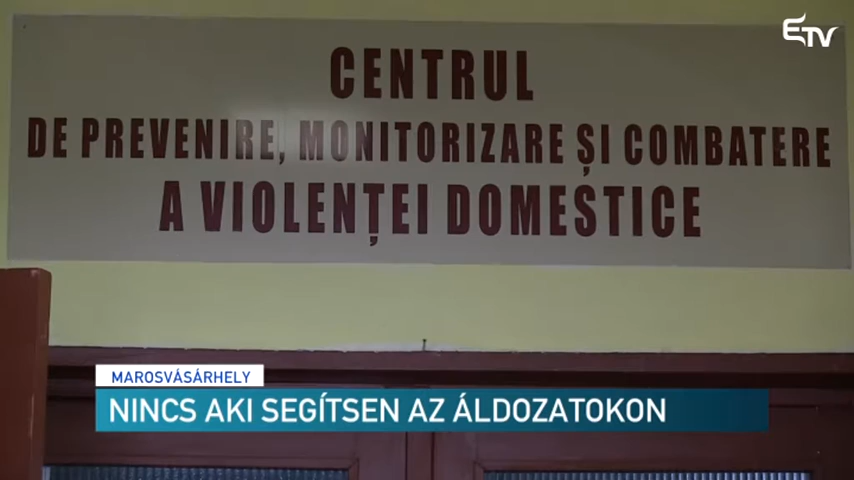 ETV
CENTRUL
DE PREVENIRE, MONITORIZARE ȘI COMBATERE
A VIOLENȚEI DOMESTICE
MAROSVÁSÁRHELY
NINCS AKI SEGÍTSEN AZ ÁLDOZATOKON